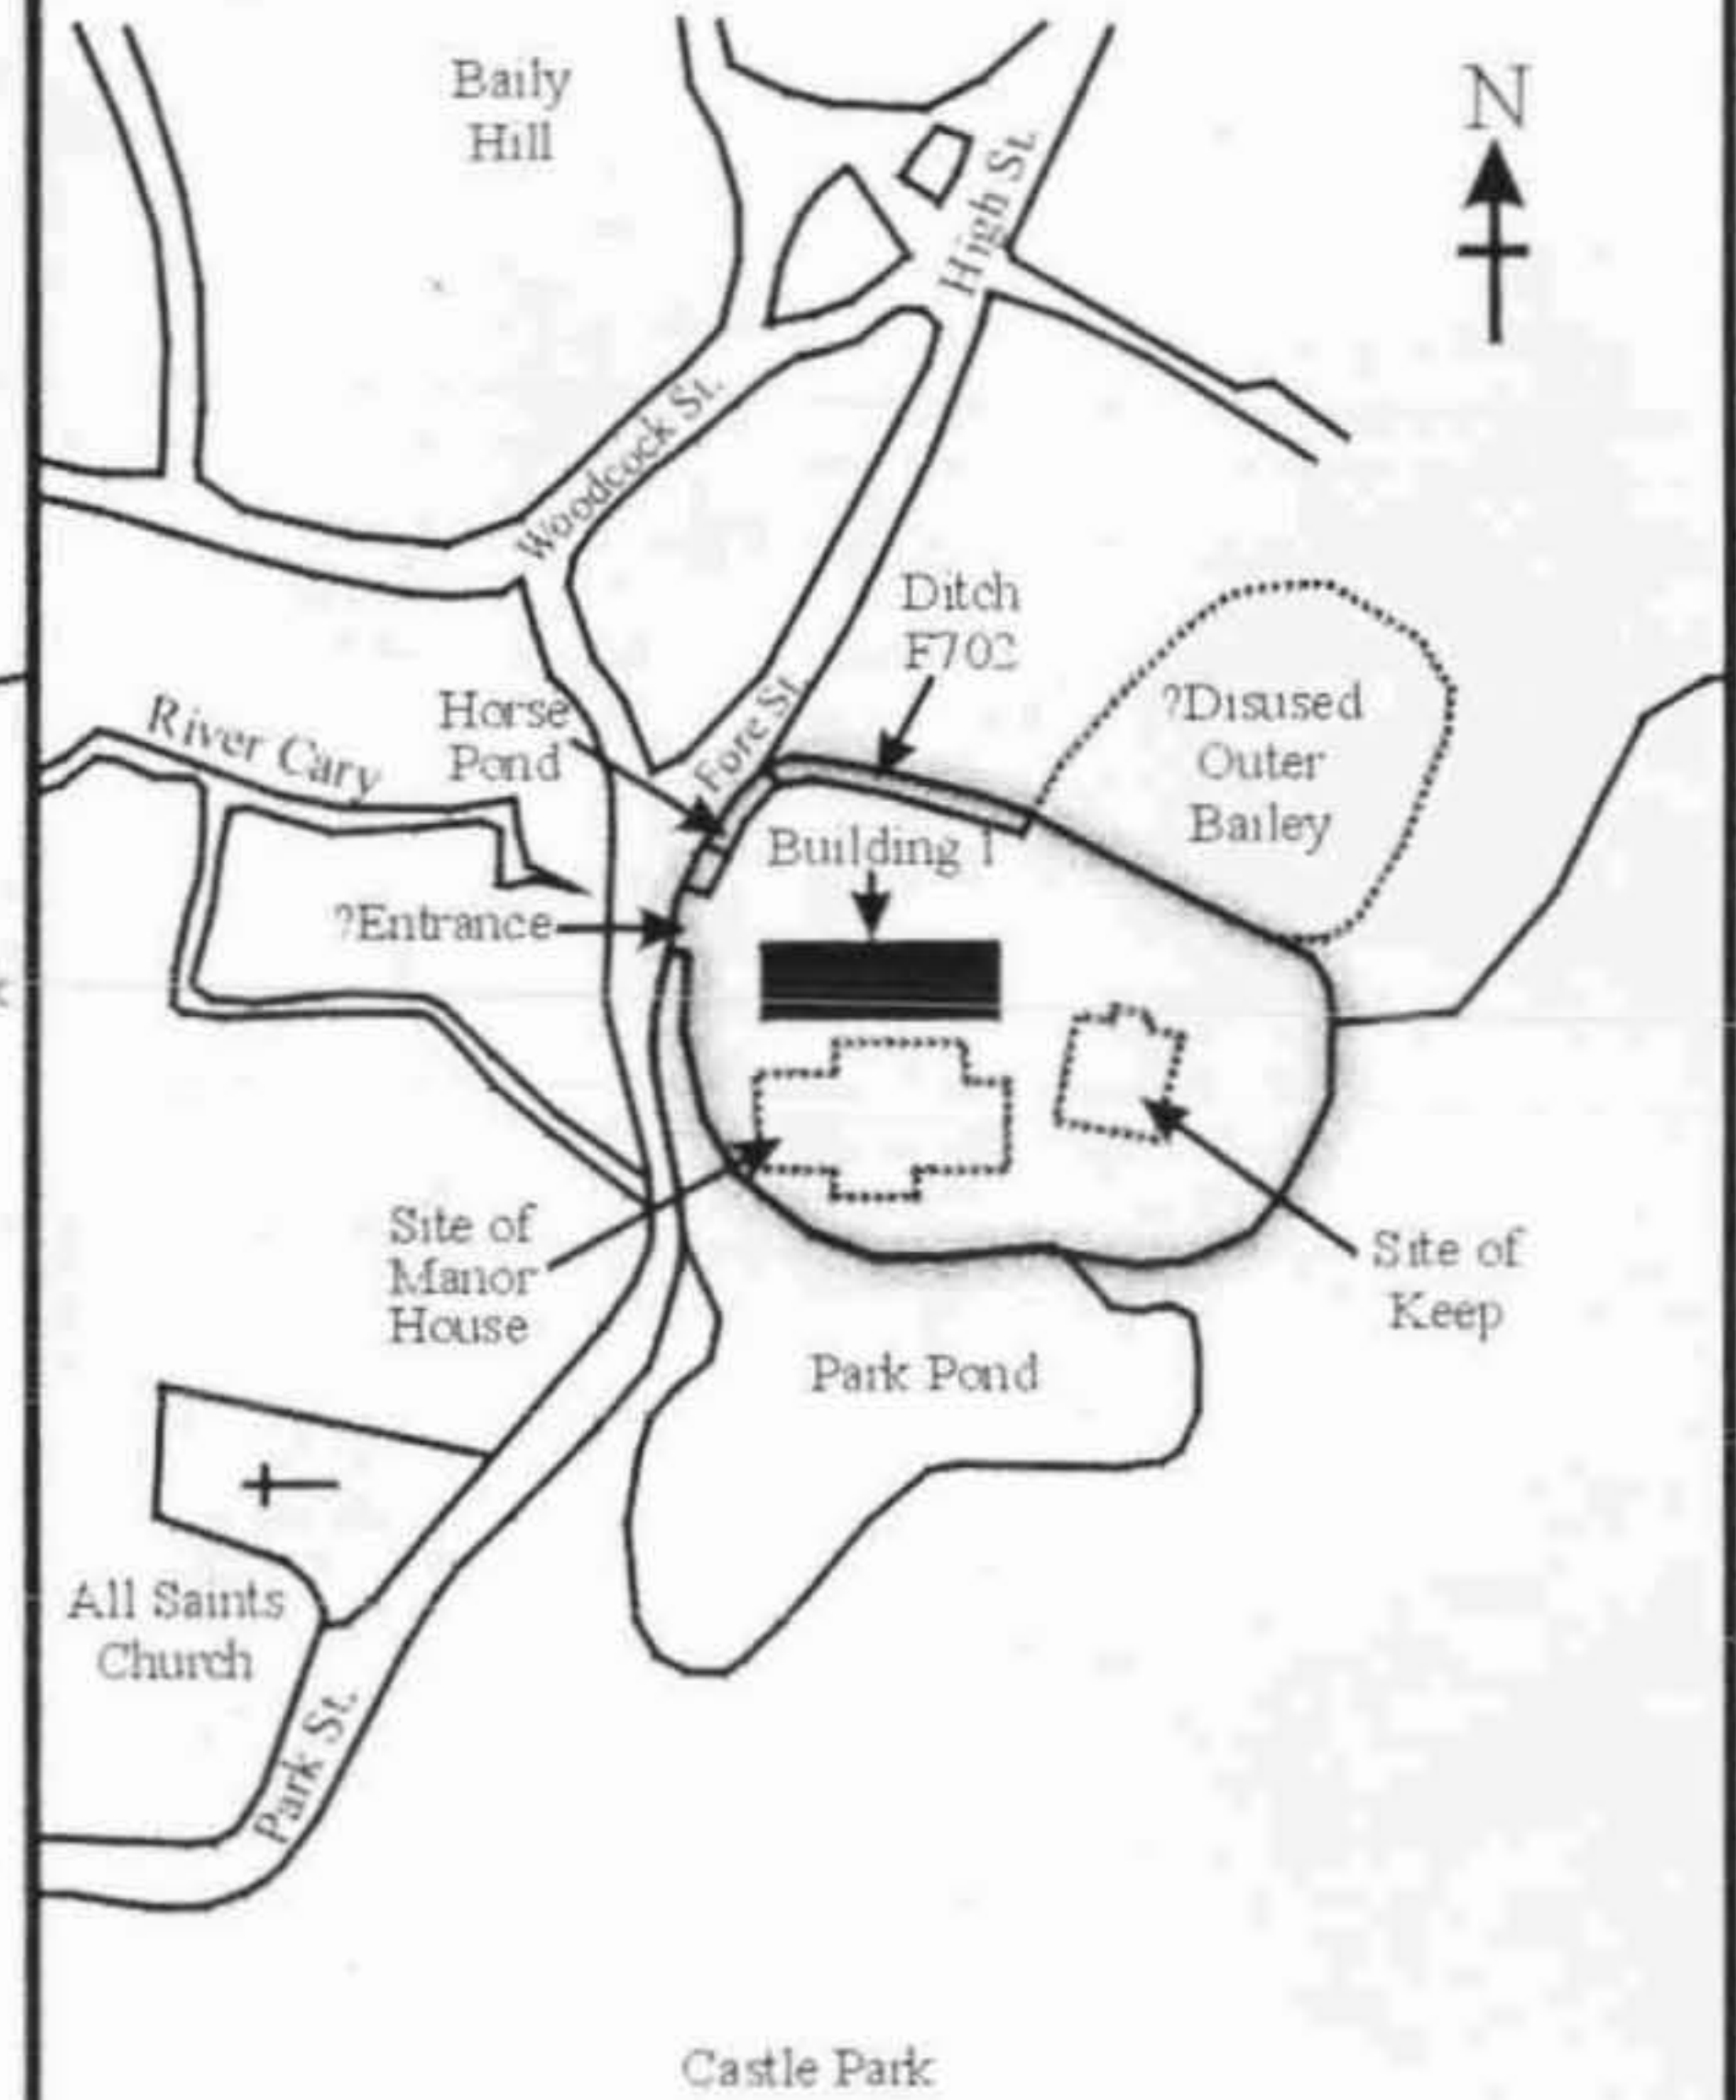 Baily
Hill
N
High St.
Woodcock St.
Ditch
F702
?Disused
Outer
Bailey
River Cary
Horse
Pond
Fore St.
Building 1
?Entrance
Site of
Manor
House
Site of
Keep
Park Pond
All Saints
Church
Park St.
Castle Park